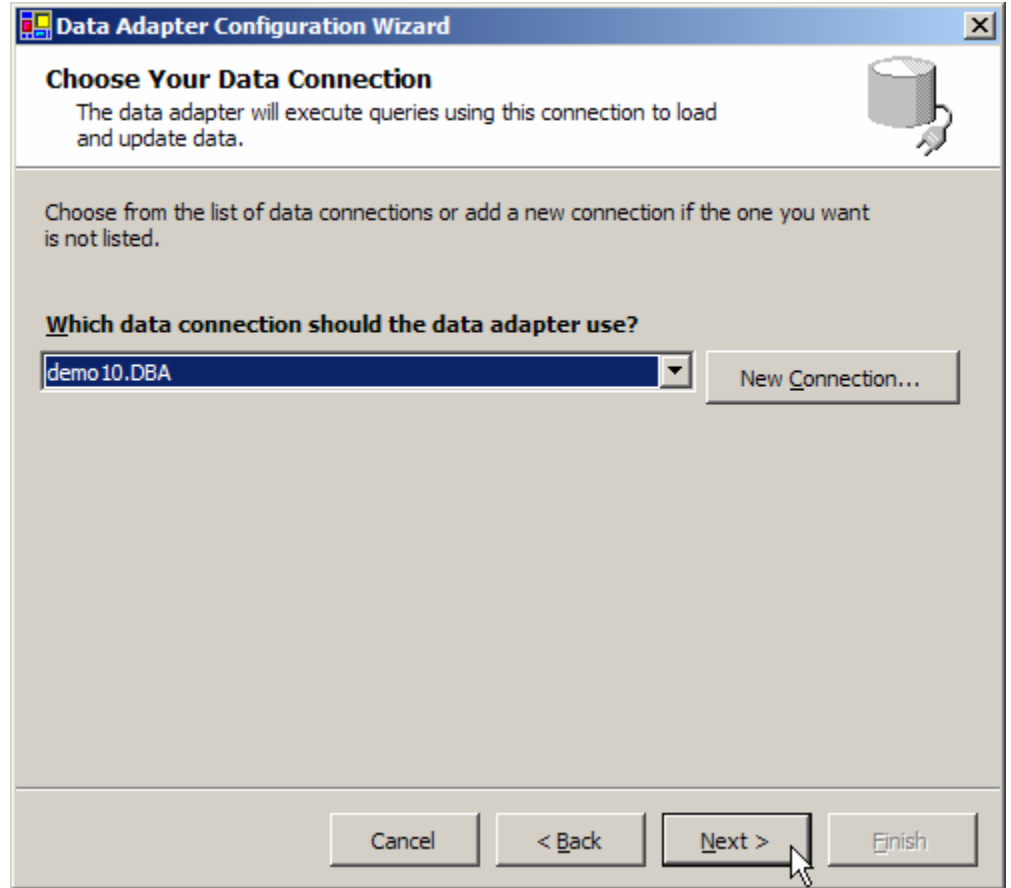 Data Adapter Configuration Wizard
Choose Your Data Connection
The data adapter will execute queries using this connection to load
and update data.
Choose from the list of data connections or add a new connection if the one you want
is not listed.
Which data connection should the data adapter use?
demo10.DBA
New Connection...
Cancel
< Back
Next >
Finish